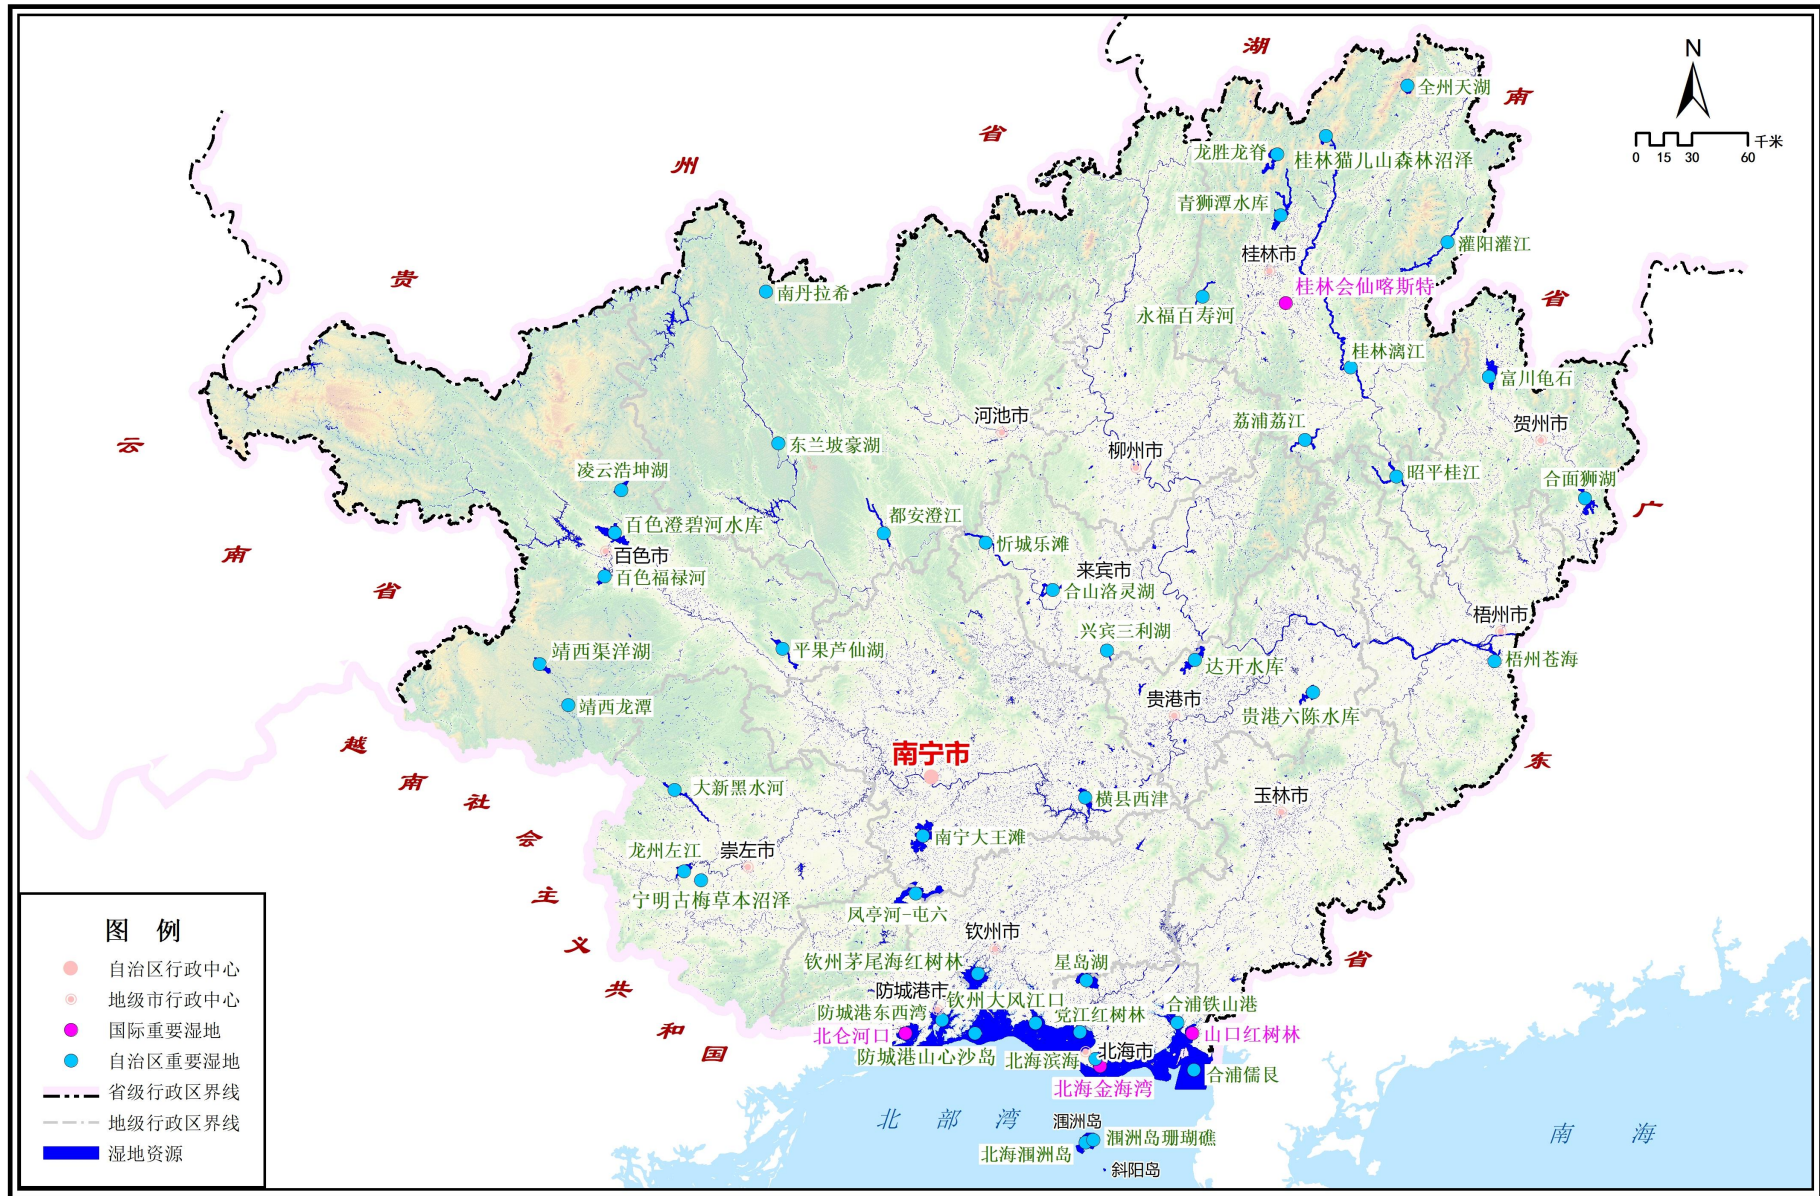 湖
南
省
N
千米
0 15 30 60
全州天湖
省
州
贵
龙胜龙脊
桂林猫儿山森林沼泽
青狮潭水库
桂林市
灌阳灌江
南丹拉希
桂林会仙喀斯特
永福百寿河
桂林漓江
富川龟石
河池市
柳州市
荔浦荔江
贺州市
云
南
省
东兰坡豪湖
凌云浩坤湖
昭平桂江
合面狮湖
广
东
省
百色澄碧河水库
百色市
百色福禄河
都安澄江
忻城乐滩
来宾市
合山洛灵湖
兴宾三利湖
梧州市
靖西渠洋湖
平果芦仙湖
达开水库
梧州苍海
靖西龙潭
贵港市
贵港六陈水库
越
南
社
会
主
义
共
和
国
南宁市
大新黑水河
横县西津
玉林市
南宁大王滩
龙州左江
崇左市
宁明古梅草本沼泽
凤亭河-屯六
钦州市
钦州茅尾海红树林
星岛湖
防城港市
钦州大风江口
合浦铁山港
防城港东西湾
党江红树林
北仑河口
山口红树林
防城港山心沙岛
北海滨海
北海市
合浦儒艮
北海金海湾
北 部 湾
涠洲岛
涠洲岛珊瑚礁
北海涠洲岛
斜阳岛
南 海
图 例
自治区行政中心
地级市行政中心
国际重要湿地
自治区重要湿地
省级行政区界线
地级行政区界线
湿地资源